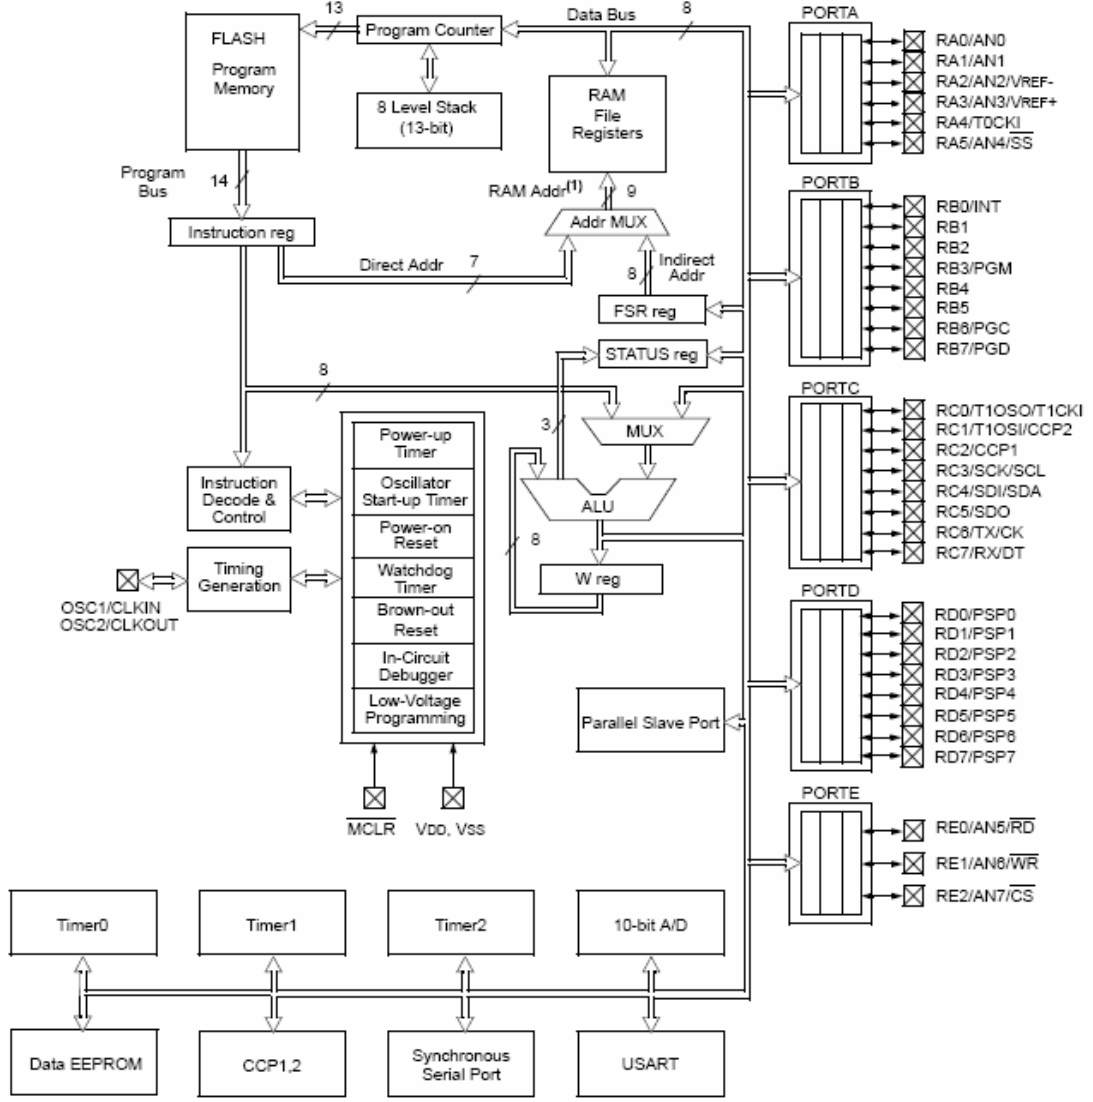 13
Data Bus
8
PORTA
FLASH
Program
Memory
Program Counter
8 Level Stack
(13-bit)
RAM
File
Registers
RA0/AN0
RA1/AN1
RA2/AN2/VREF-
RA3/AN3/VREF+
RA4/T0CKI
RA5/AN4/SS
Program
Bus
14
RAM Addr(1)
9
PORTB
Instruction reg
Addr MUX
Direct Addr
7
8
Indirect
Addr
FSR reg
RB0/INT
RB1
RB2
RB3/PGM
RB4
RB5
RB6/PGC
RB7/PGD
STATUS reg
8
3
MUX
PORTC
RC0/T1OSO/T1CKI
RC1/T1OSI/CCP2
RC2/CCP1
RC3/SCK/SCL
RC4/SDI/SDA
RC5/SDO
RC6/TX/CK
RC7/RX/DT
Power-up
Timer
Oscillator
Start-up Timer
Power-on
Reset
Watchdog
Timer
Brown-out
Reset
In-Circuit
Debugger
Low-Voltage
Programming
Instruction
Decode &
Control
Timing
Generation
OSC1/CLKIN
OSC2/CLKOUT
ALU
8
W reg
PORTD
RD0/PSP0
RD1/PSP1
RD2/PSP2
RD3/PSP3
RD4/PSP4
RD5/PSP5
RD6/PSP6
RD7/PSP7
Parallel Slave Port
MCLR
VDD, VSS
PORTE
RE0/AN5/RD
RE1/AN6/WR
RE2/AN7/CS
Timer0
Timer1
Timer2
10-bit A/D
Data EEPROM
CCP1,2
Synchronous
Serial Port
USART